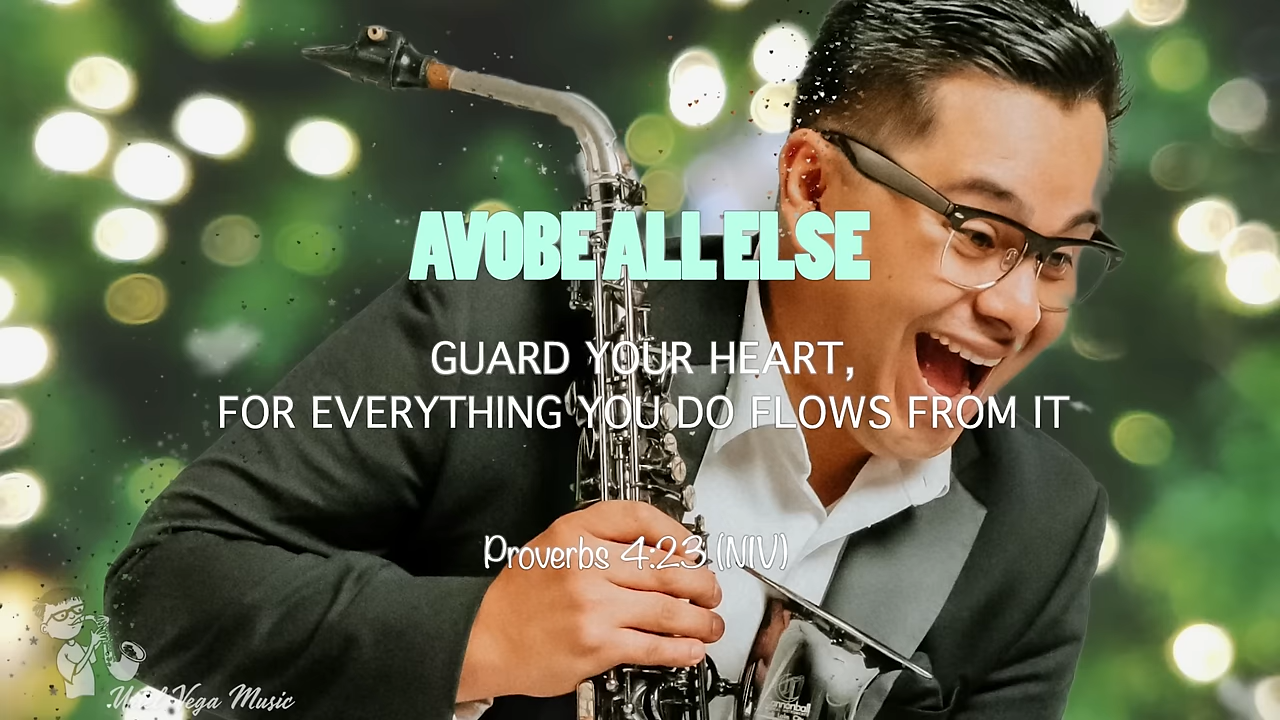 AVOBE ALL ELSE
GUARD YOUR HEART,
FOR EVERYTHING YOU DO FLOWS FROM IT
Proverbs 4:23 (NIV)
Vega Music